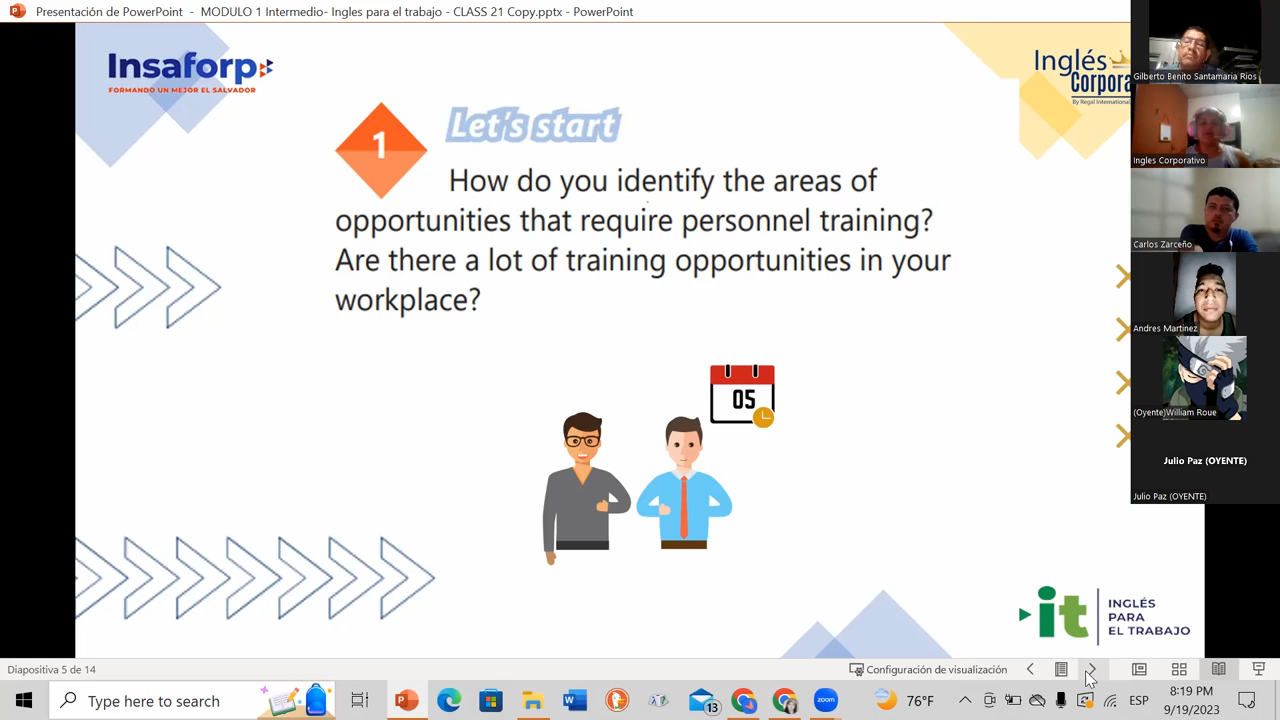 Presentación de PowerPoint - MODULO 1 Intermedio- Ingles para el trabajo - CLASS 21 Copy.pptx - PowerPoint
Insaforp
FORMANDO UN MEJOR EL SALVADOR
Inglés
Corpora
By Regal International
1
Let's start
How do you identify the areas of
opportunities that require personnel training?
Are there a lot of training opportunities in your
workplace?
05
it
INGLÉS
PARA
EL TRABAJO
Gilberto Benito Santamaria Rios
Ingles Corporativo
Carlos Zarceño
Andres Martinez
(Oyente)William Roue
Julio Paz (OYENTE)
Julio Paz (OYENTE)
Diapositiva 5 de 14
Configuración de visualización
Type here to search
13
zoom
76°F
ESP
8:19 PM
9/19/2023